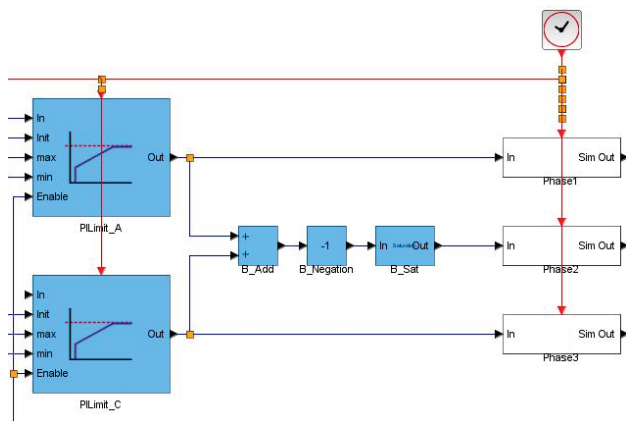 In
Init
max
min
Enable
Out
PILimit_A
In
Sim Out
Phase1
+
+
B_Add
-1
B_Negation
In
Saturation
Out
B_Sat
In
Sim Out
Phase2
In
Init
max
min
Enable
Out
PILimit_C
In
Sim Out
Phase3